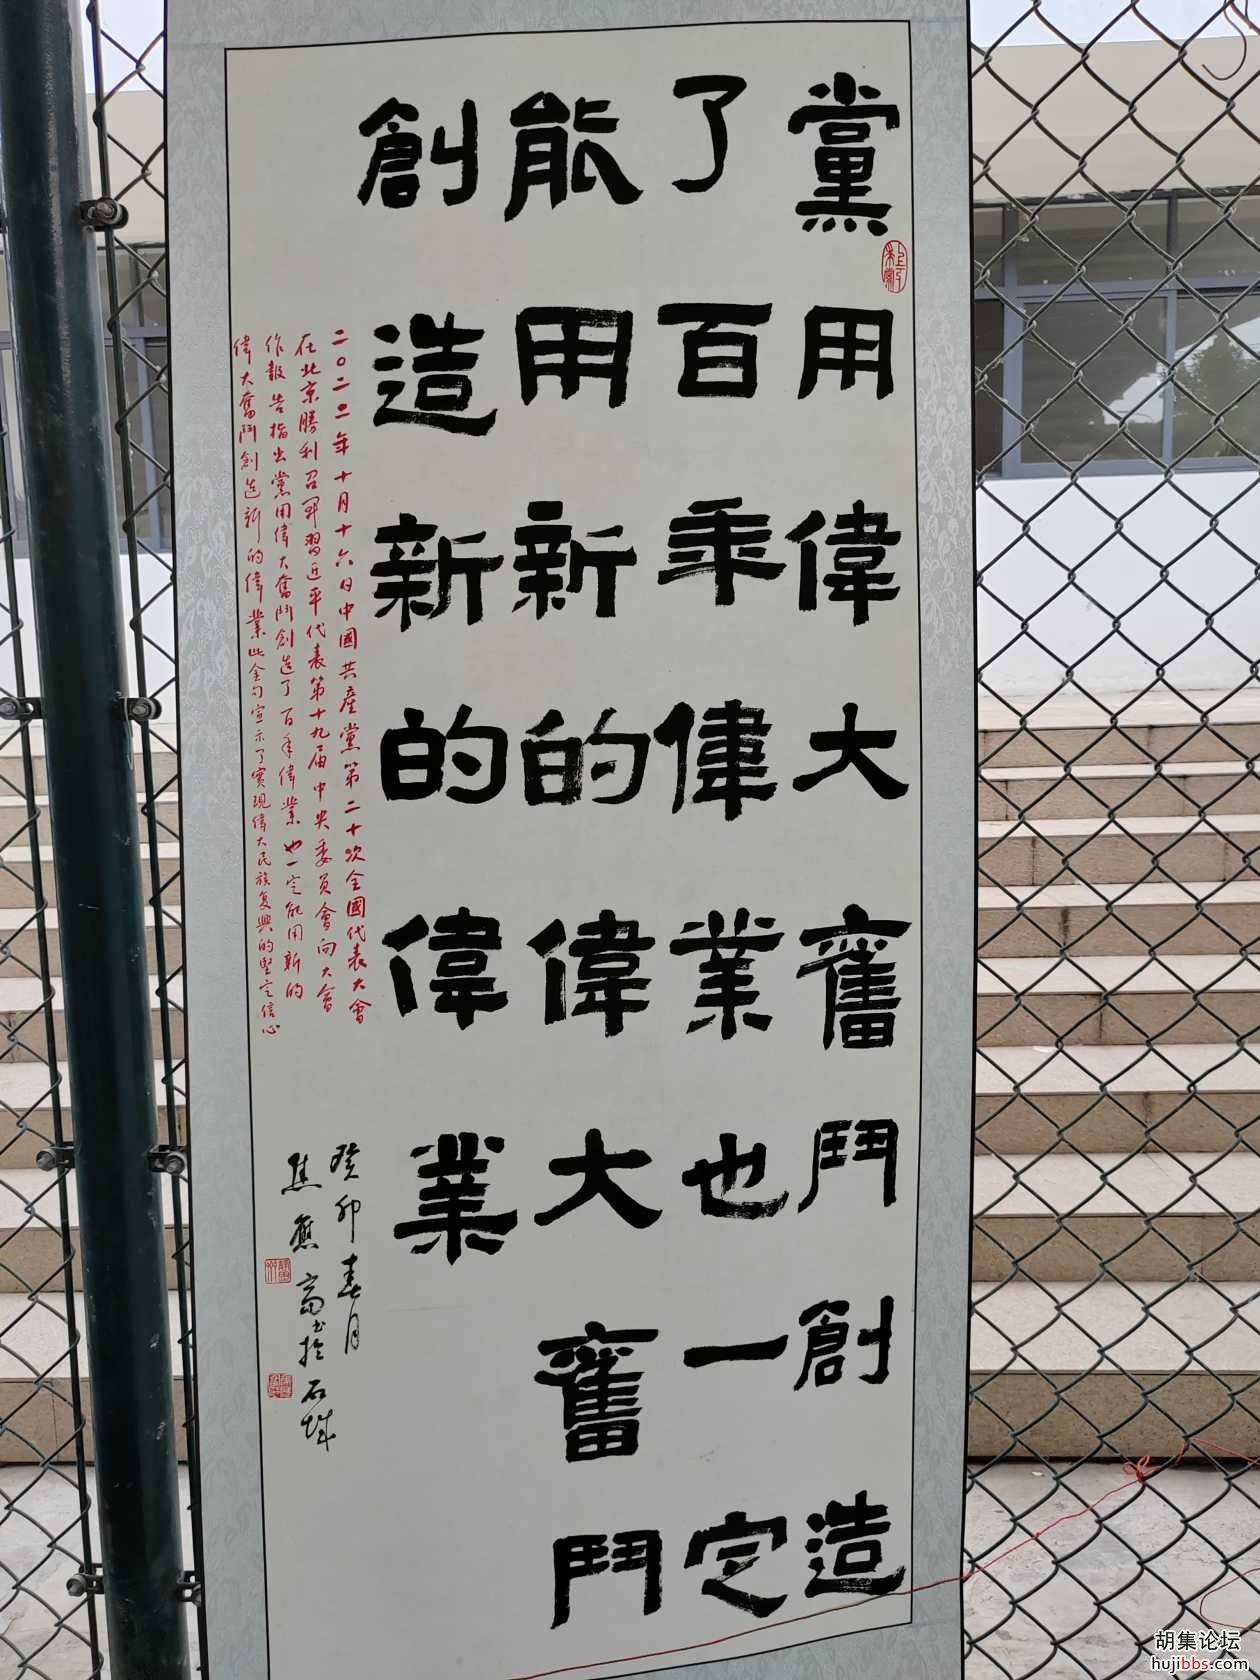 黨用偉大奮鬥創造
了百年偉業也一定
能用新的偉大奮鬥
創造新的偉業
二〇二二年十月十六日中國共產黨第二十次全國代表大會
在北京勝利召開習近平代表第十九屆中央委員會向大會
作報告指出黨用偉大奮鬥創造了百年偉業也一定能用新的
偉大奮鬥創造新的偉業此金句宣示了實現偉大民族復興的堅定信心
癸卯春月
焦應高書於石城
胡集论坛
hujibbs.com